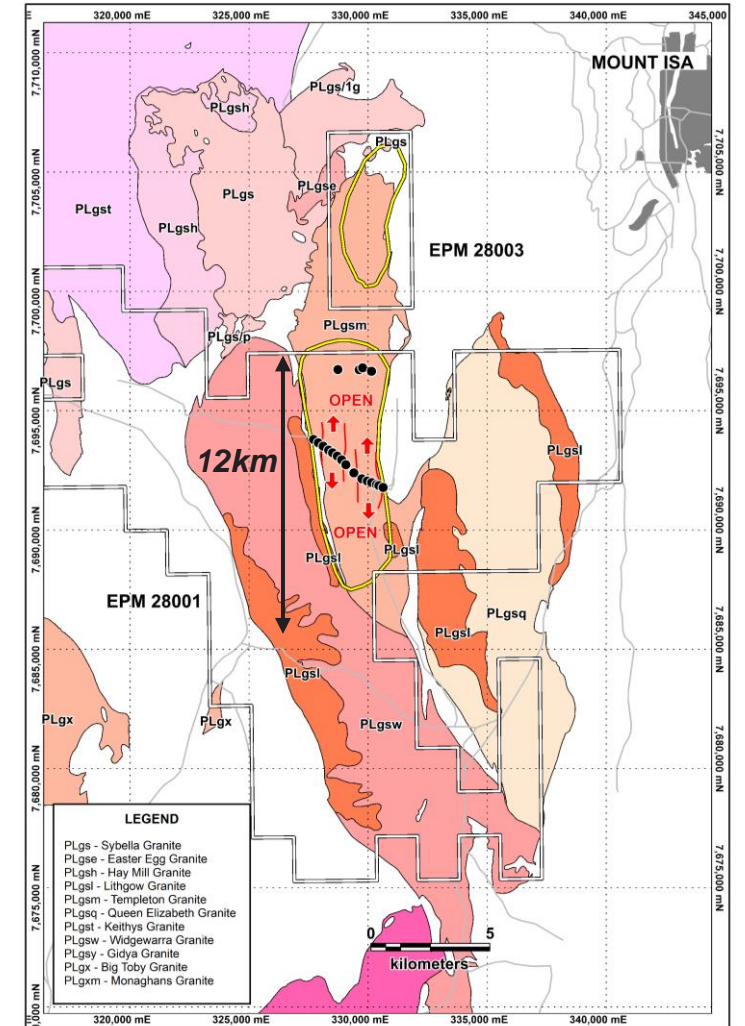 320,000 mE
325,000 mE
330,000 mE
335,000 mE
340,000 mE
345,000
7,710,000 mN
MOUNT ISA
PLgs/1g
PLgsh
PLgs
7,705,000 mN
7,705,000 mN
PLgs
PLgse
PLgst
PLgsh
EPM 28003
7,700,000 mN
7,700,000 mN
PLgsm
PLgs/p
PLgs
7,695,000 mN
7,695,000 mN
OPEN
12km
PLgsl
7,690,000 mN
7,690,000 mN
OPEN
PLgsl
PLgsl
EPM 28001
PLgsq
PLgsl
7,685,000 mN
7,685,000 mN
PLgsl
PLgx
PLgx
PLgsw
7,680,000 mN
7,680,000 mN
LEGEND
PLgs - Sybella Granite
PLgse - Easter Egg Granite
PLgsh - Hay Mill Granite
PLgsl - Lithgow Granite
PLgsm - Templeton Granite
PLgsq - Queen Elizabeth Granite
PLgst - Keithys Granite
PLgsw - Widgewarra Granite
PLgsy - Gidya Granite
PLgx - Big Toby Granite
PLgxm - Monaghans Granite
7,675,000 mN
7,675,000 mN
0
5
kilometers
320,000 mE
325,000 mE
330,000 mE
335,000 mE
340,000 mE